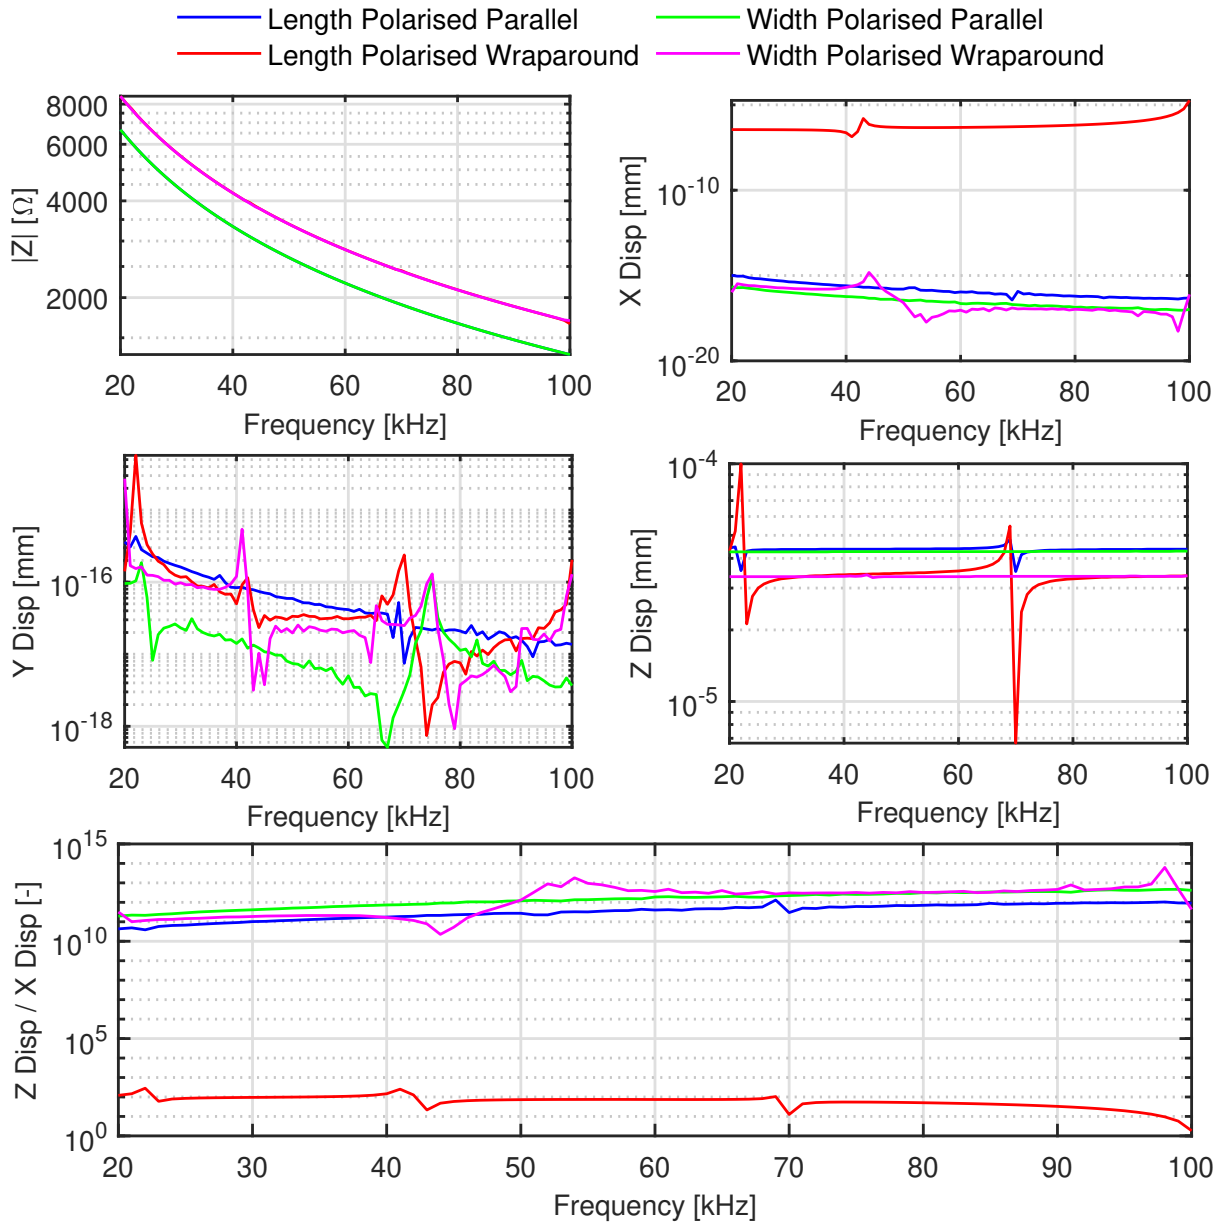 Length Polarised Parallel
Width Polarised Parallel
Length Polarised Wraparound
Width Polarised Wraparound
|Z| [Ω]
8000
6000
4000
2000
20 40 60 80 100
Frequency [kHz]
X Disp [mm]
10^-10
10^-20
20 40 60 80 100
Frequency [kHz]
Y Disp [mm]
10^-16
10^-18
20 40 60 80 100
Frequency [kHz]
Z Disp [mm]
10^-4
10^-5
20 40 60 80 100
Frequency [kHz]
Z Disp / X Disp [-]
10^15
10^10
10^5
10^0
20 30 40 50 60 70 80 90 100
Frequency [kHz]